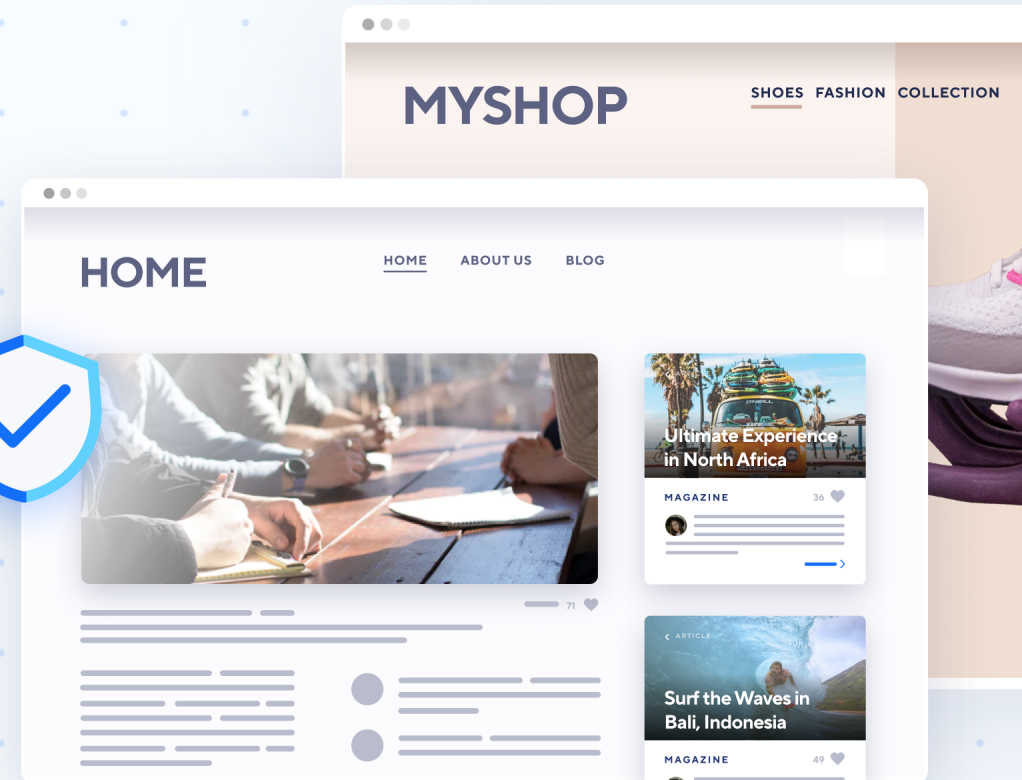 MYSHOP
SHOES FASHION COLLECTION
HOME
HOME ABOUT US BLOG
O'NEILL
Ultimate Experience
in North Africa
MAGAZINE 36
71
ARTICLE
Surf the Waves in
Bali, Indonesia
MAGAZINE 49